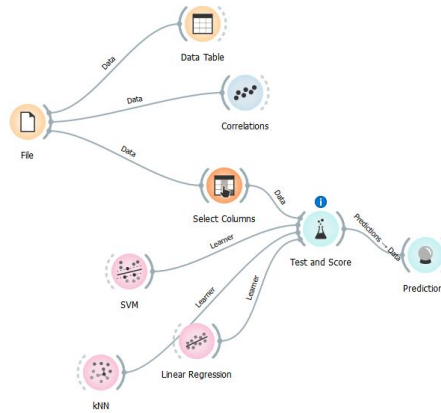 Data Table
Data
Data
Correlations
File
Data
Select Columns
Data
Learner
Test and Score
Predictions → Data
Prediction
SVM
Learner
Learner
Linear Regression
kNN